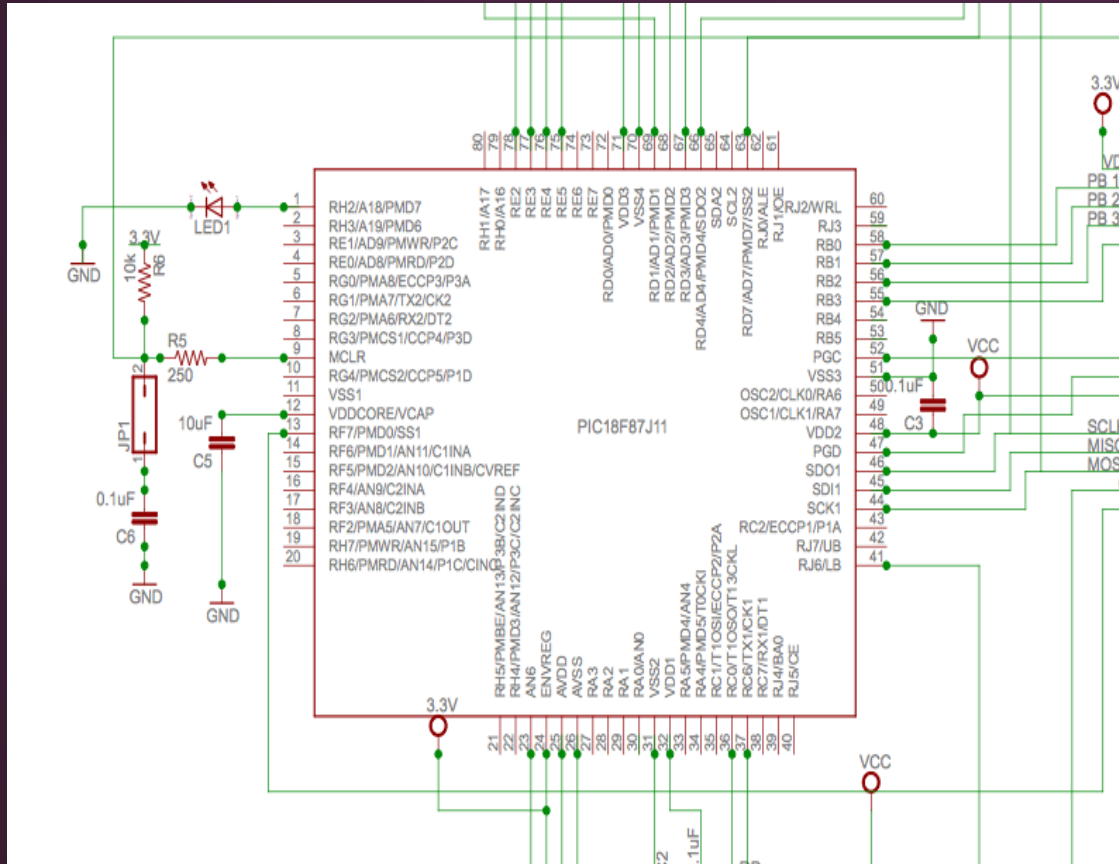 3.3V
80
79
78
77
76
75
74
73
72
71
70
69
68
67
66
65
64
63
62
61
RH1/A17
RH0/A16
RE2
RE3
RE4
RE5
RE6
RE7
RD0/AD0/PMD0
VDD3
VSS4
RD1/AD1/PMD1
RD2/AD2/PMD2
RD3/AD3/PMD3
RD4/AD4/PMD4/SDO2
SDA2
SCL2
RD7/AD7/PMD7/SS2
RJ0/ALE
RJ1/OE
LED1
GND
3.3V
10k
R6
R5
250
2
JP1
1
0.1uF
C6
GND
10uF
C5
GND
1 RH2/A18/PMD7
2 RH3/A19/PMD6
3 RE1/AD9/PMWR/P2C
4 RE0/AD8/PMRD/P2D
5 RG0/PMA8/ECCP3/P3A
6 RG1/PMA7/TX2/CK2
7 RG2/PMA6/RX2/DT2
8 RG3/PMCS1/CCP4/P3D
9 MCLR
10 RG4/PMCS2/CCP5/P1D
11 VSS1
12 VDDCORE/VCAP
13 RF7/PMD0/SS1
14 RF6/PMD1/AN11/C1INA
15 RF5/PMD2/AN10/C1INB/CVREF
16 RF4/AN9/C2INA
17 RF3/AN8/C2INB
18 RF2/PMA5/AN7/C1OUT
19 RH7/PMWR/AN15/P1B
20 RH6/PMRD/AN14/P1C/CINC
PIC18F87J11
RJ2/WRL 60
RJ3 59
RB0 58
RB1 57
RB2 56
RB3 55
RB4 54
RB5 53
PGC 52
VSS3 51
OSC2/CLK0/RA6 50
OSC1/CLK1/RA7 49
VDD2 48
PGD 47
SDO1 46
SDI1 45
SCK1 44
RC2/ECCP1/P1A 43
RJ7/UB 42
RJ6/LB 41
PB 1
PB 2
PB 3
GND
0.1uF
C3
VCC
RH5/PMBE/AN13/P3B/C2IND
RH4/PMD3/AN12/P3C/C2INC
AN6
ENVREG
AVDD
AVSS
RA3
RA2
RA1
RA0/AN0
VSS2
VDD1
RA5/PMD4/AN4
RA4/PMD5/T0CKI
RC1/T1OSI/ECCP2/P2A
RC0/T1OSO/T13CKL
RC6/TX1/CK1
RC7/RX1/DT1
RJ4/BA0
RJ5/CE
21
22
23
24
25
26
27
28
29
30
31
32
33
34
35
36
37
38
39
40
3.3V
VCC
.1uF